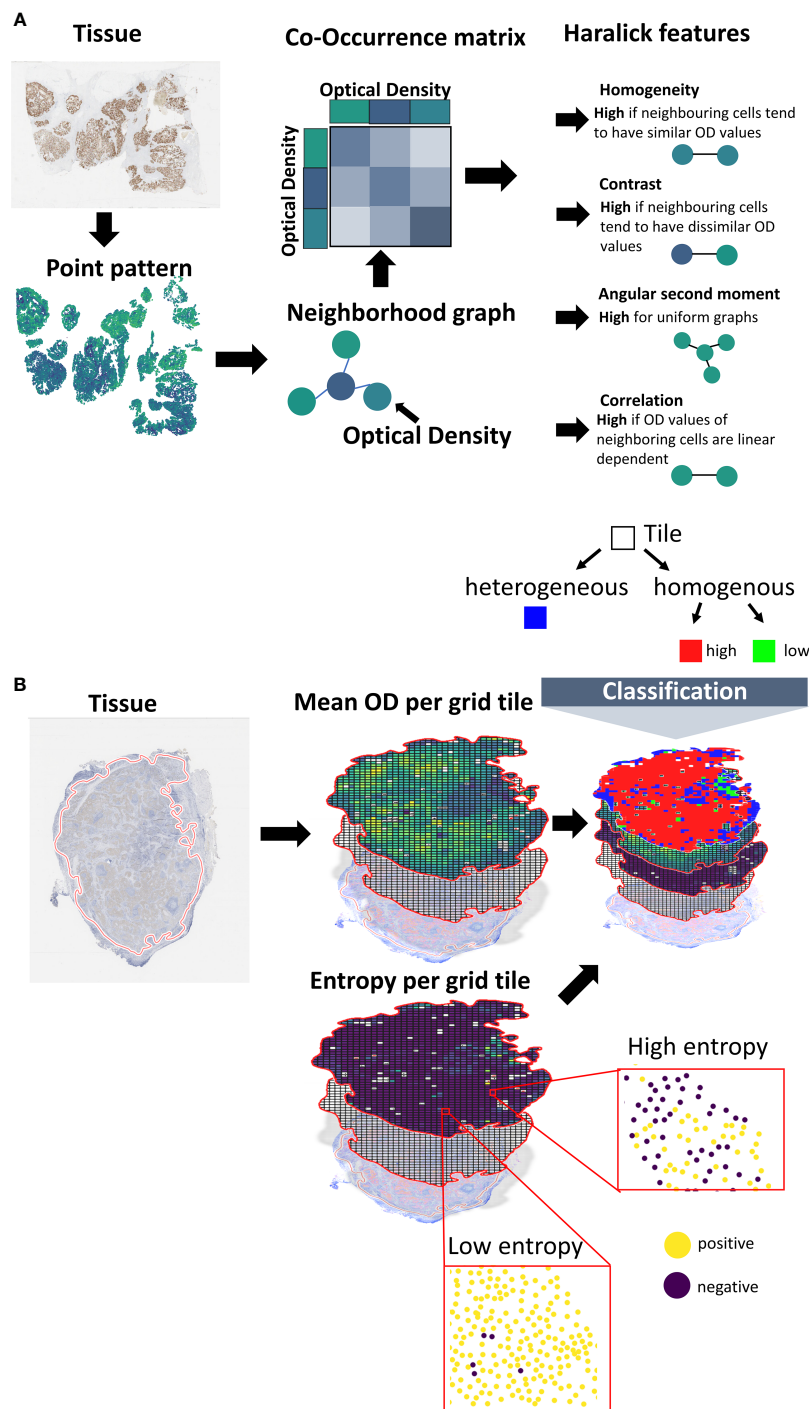 A
Tissue
Co-Occurrence matrix
Haralick features
Optical Density
Optical Density
Homogeneity
High if neighbouring cells tend
to have similar OD values
Contrast
High if neighbouring cells
tend to have dissimilar OD
values
Point pattern
Neighborhood graph
Optical Density
Angular second moment
High for uniform graphs
Correlation
High if OD values of
neighboring cells are linear
dependent
Tile
heterogeneous
homogenous
high
low
B
Tissue
Mean OD per grid tile
Classification
Entropy per grid tile
High entropy
Low entropy
positive
negative